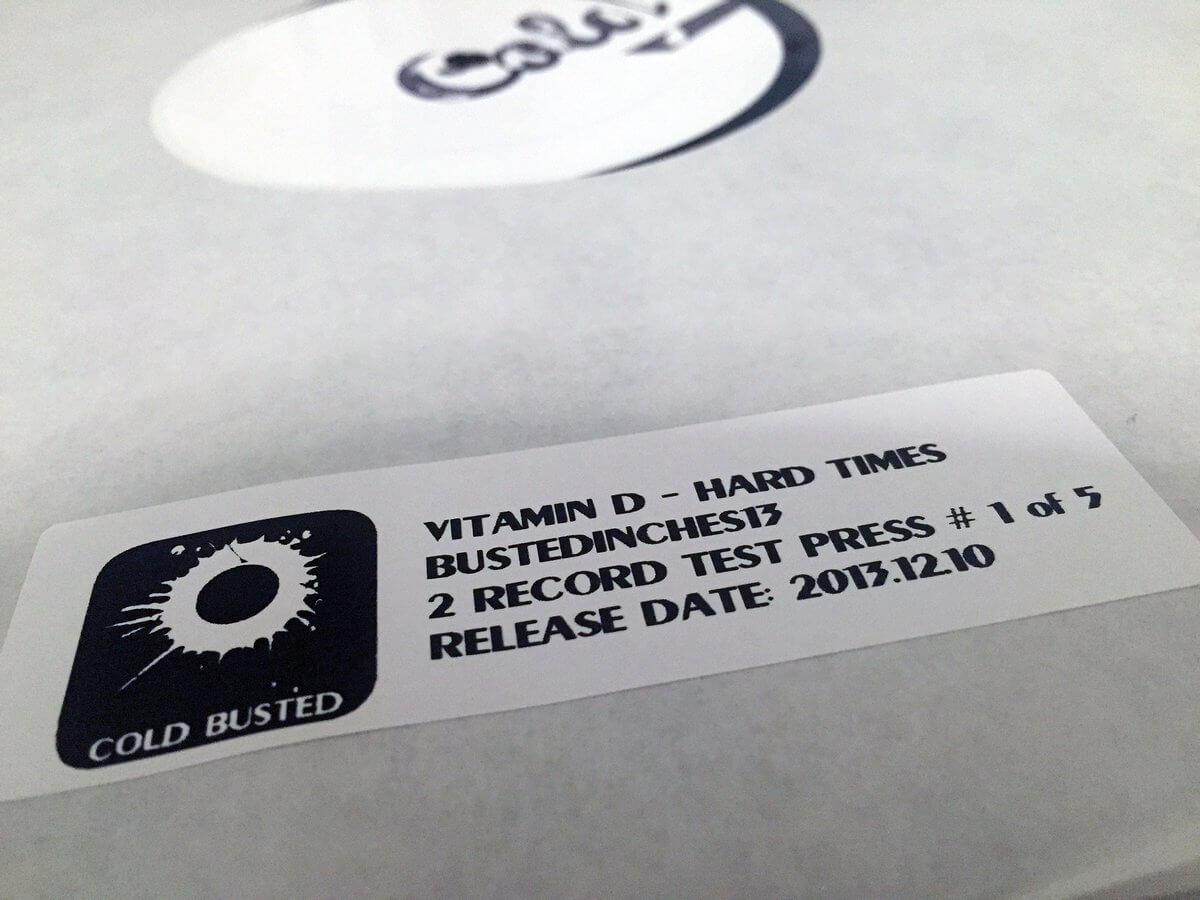 VITAMIN D - HARD TIMES
BUSTEDINCHES13
2 RECORD TEST PRESS # 1 of 5
RELEASE DATE: 2013.12.10
COLD BUSTED